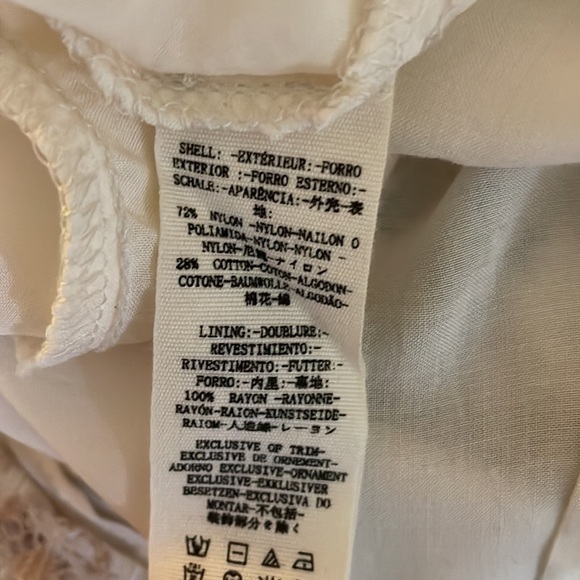 SHELL: -EXTÉRIEUR:-FORRO
EXTERIOR :-FORRO ESTERNO:-
SCHALE:-APARÊNCIA:-外壳-表
地:
72% NYLON -NYLON-NAILON O
POLIAMIDA-NYLON-NYLON -
NYLON-尼龙-ナイロン
28% COTTON-COTON-ALGODON-
COTONE-BAUMWOLLE-ALGODÃO-
棉花-綿
LINING:-DOUBLURE:-
REVESTIMIENTO:-
RIVESTIMENTO:-FUTTER:-
FORRO:-内里:-裏地:
100% RAYON -RAYONNE-
RAYÓN-RAION-KUNSTSEIDE-
RAIOM-人造絲-レーヨン
EXCLUSIVE OF TRIM-
EXCLUSIVE DE ORNEMENT-
ADORNO EXCLUSIVE-ORNAMENT
EXCLUSIVE-EXKLUSIVER
BESETZEN-EXCLUSIVA DO
MONTAR-不包括-
装飾部分を除く